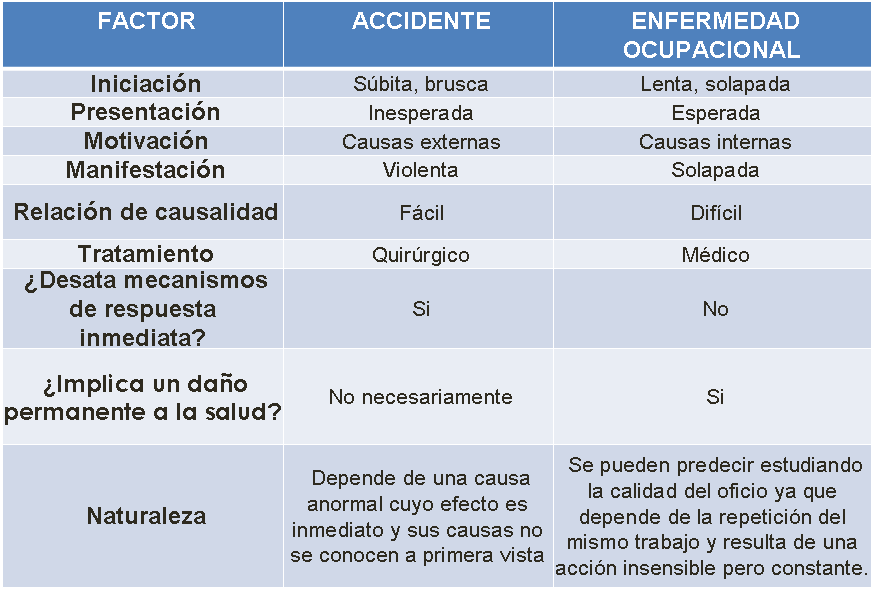 FACTOR ACCIDENTE ENFERMEDAD
OCUPACIONAL
Iniciación Súbita, brusca Lenta, solapada
Presentación Inesperada Esperada
Motivación Causas externas Causas internas
Manifestación Violenta Solapada
Relación de causalidad Fácil Difícil
Tratamiento Quirúrgico Médico
¿Desata mecanismos
de respuesta
inmediata?
Si No
¿Implica un daño
permanente a la salud?
No necesariamente Si
Naturaleza
Depende de una causa
anormal cuyo efecto es
inmediato y sus causas no
se conocen a primera vista
Se pueden predecir estudiando
la calidad del oficio ya que
depende de la repetición del
mismo trabajo y resulta de una
acción insensible pero constante.